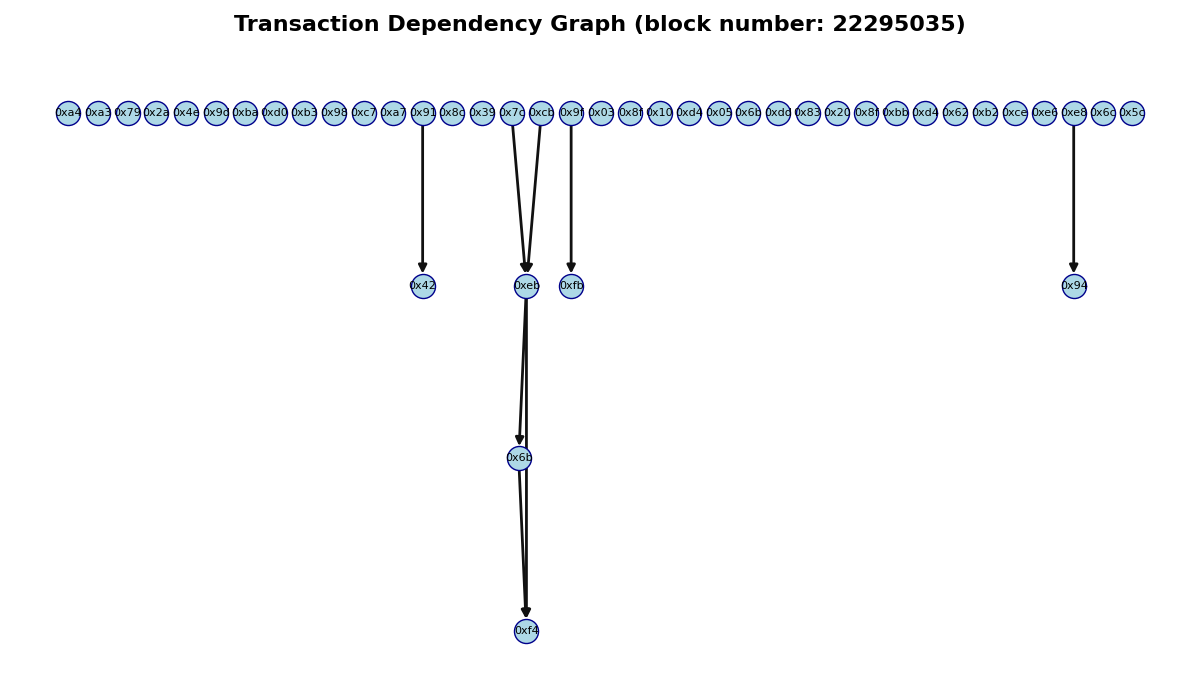 Transaction Dependency Graph (block number: 22295035)
0xa4 0xa3 0x79 0x2a 0x4e 0x9d 0xba 0xd0 0xb3 0x98 0xc7 0xa7 0x91 0x8c 0x39 0x7c 0xcb 0x9f 0x03 0x8f 0x10 0xd4 0x05 0x6b 0xdd 0x83 0x20 0x8f 0xbb 0xd4 0x62 0xb2 0xce 0xe6 0xe8 0x6c 0x5c
0x42 0xeb 0xfb 0x94
0x6b
0xf4